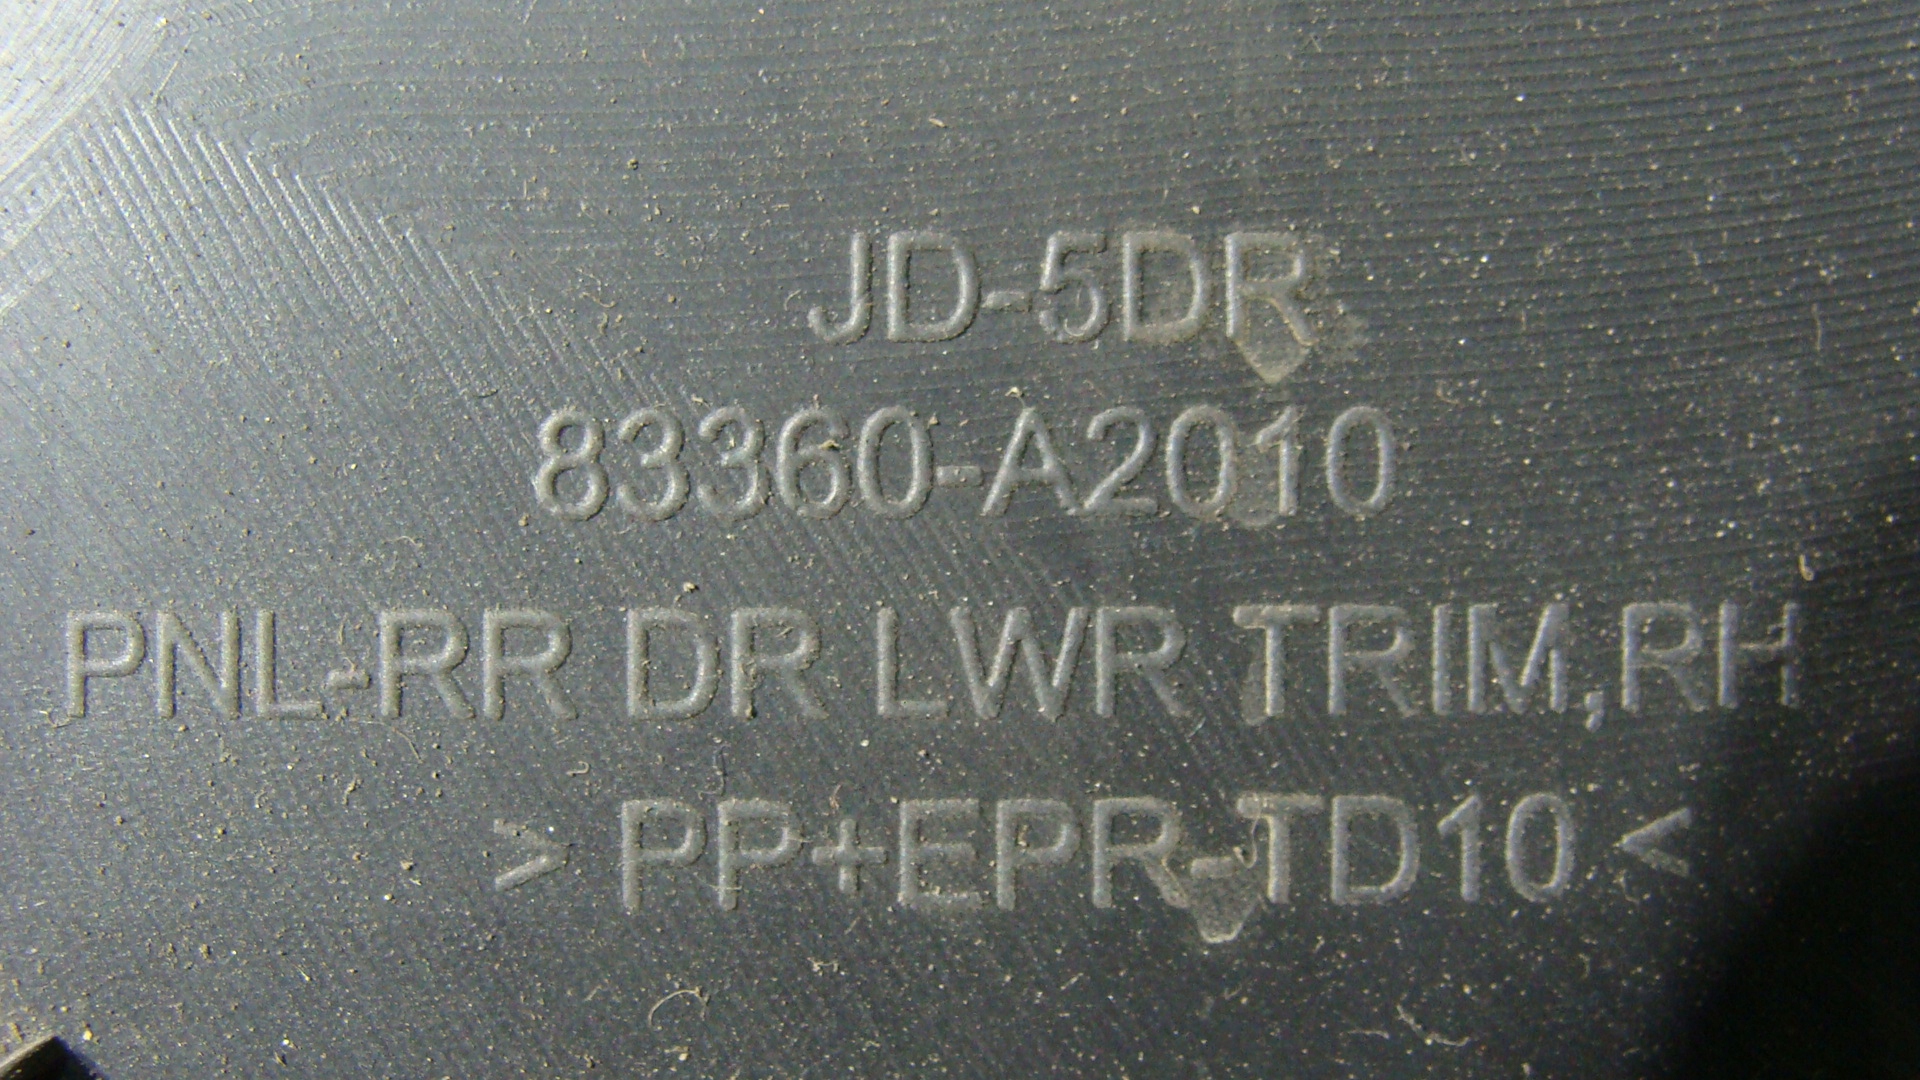 JD-5DR
83360-A2010
PNL-RR DR LWR TRIM,RH
> PP+EPR-TD10 <